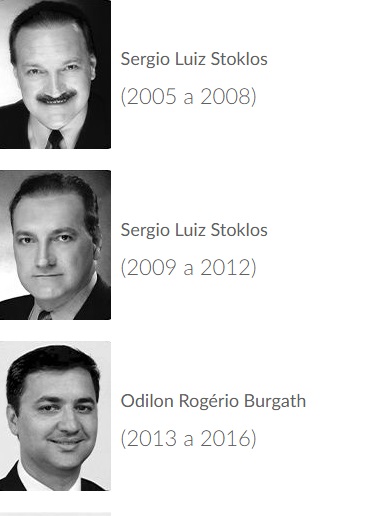 Sergio Luiz Stoklos
(2005 a 2008)
Sergio Luiz Stoklos
(2009 a 2012)
Odilon Rogério Burgath
(2013 a 2016)